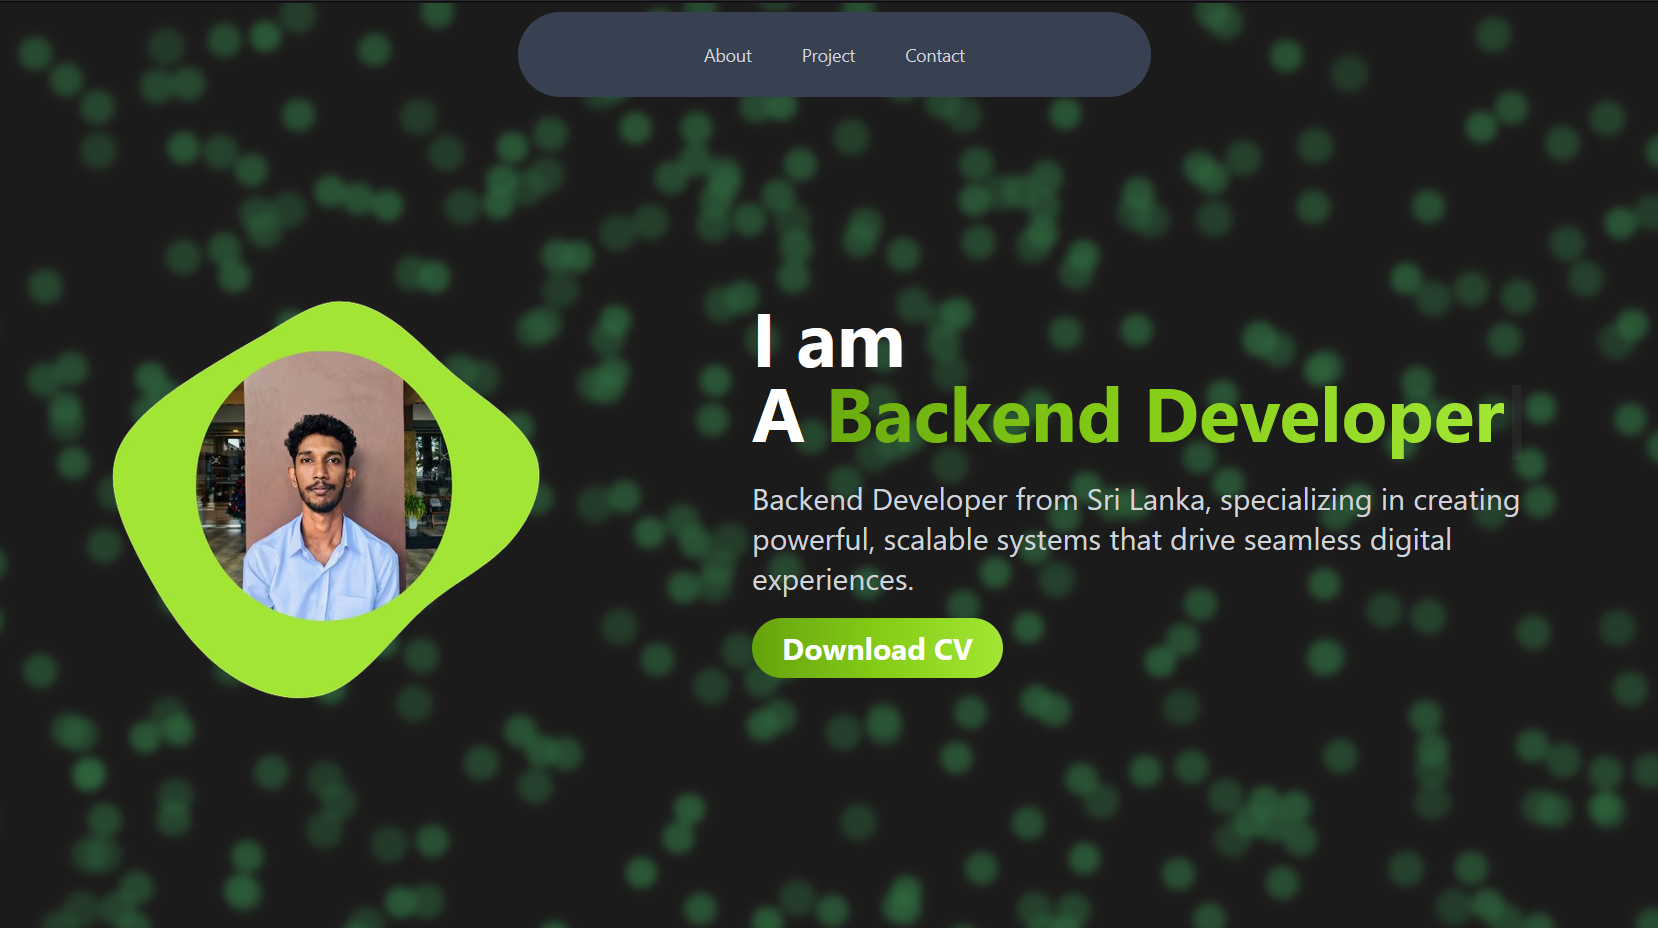 About Project Contact
I am
A Backend Developer
Backend Developer from Sri Lanka, specializing in creating
powerful, scalable systems that drive seamless digital
experiences.
Download CV